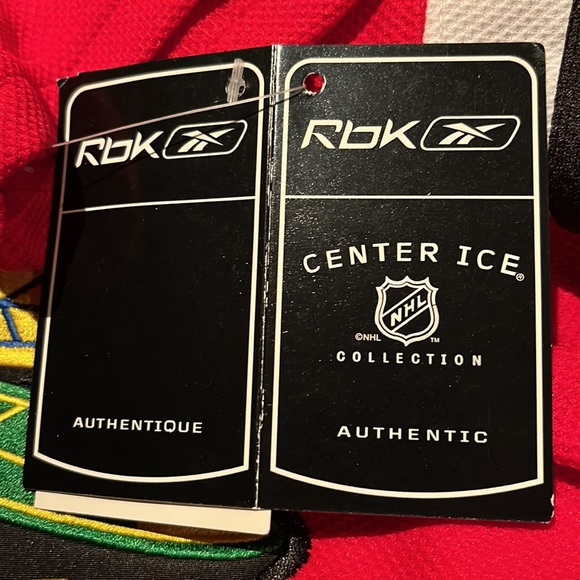 RbK
AUTHENTIQUE
RbK
CENTER ICE®
NHL
©NHL ™
COLLECTION
AUTHENTIC